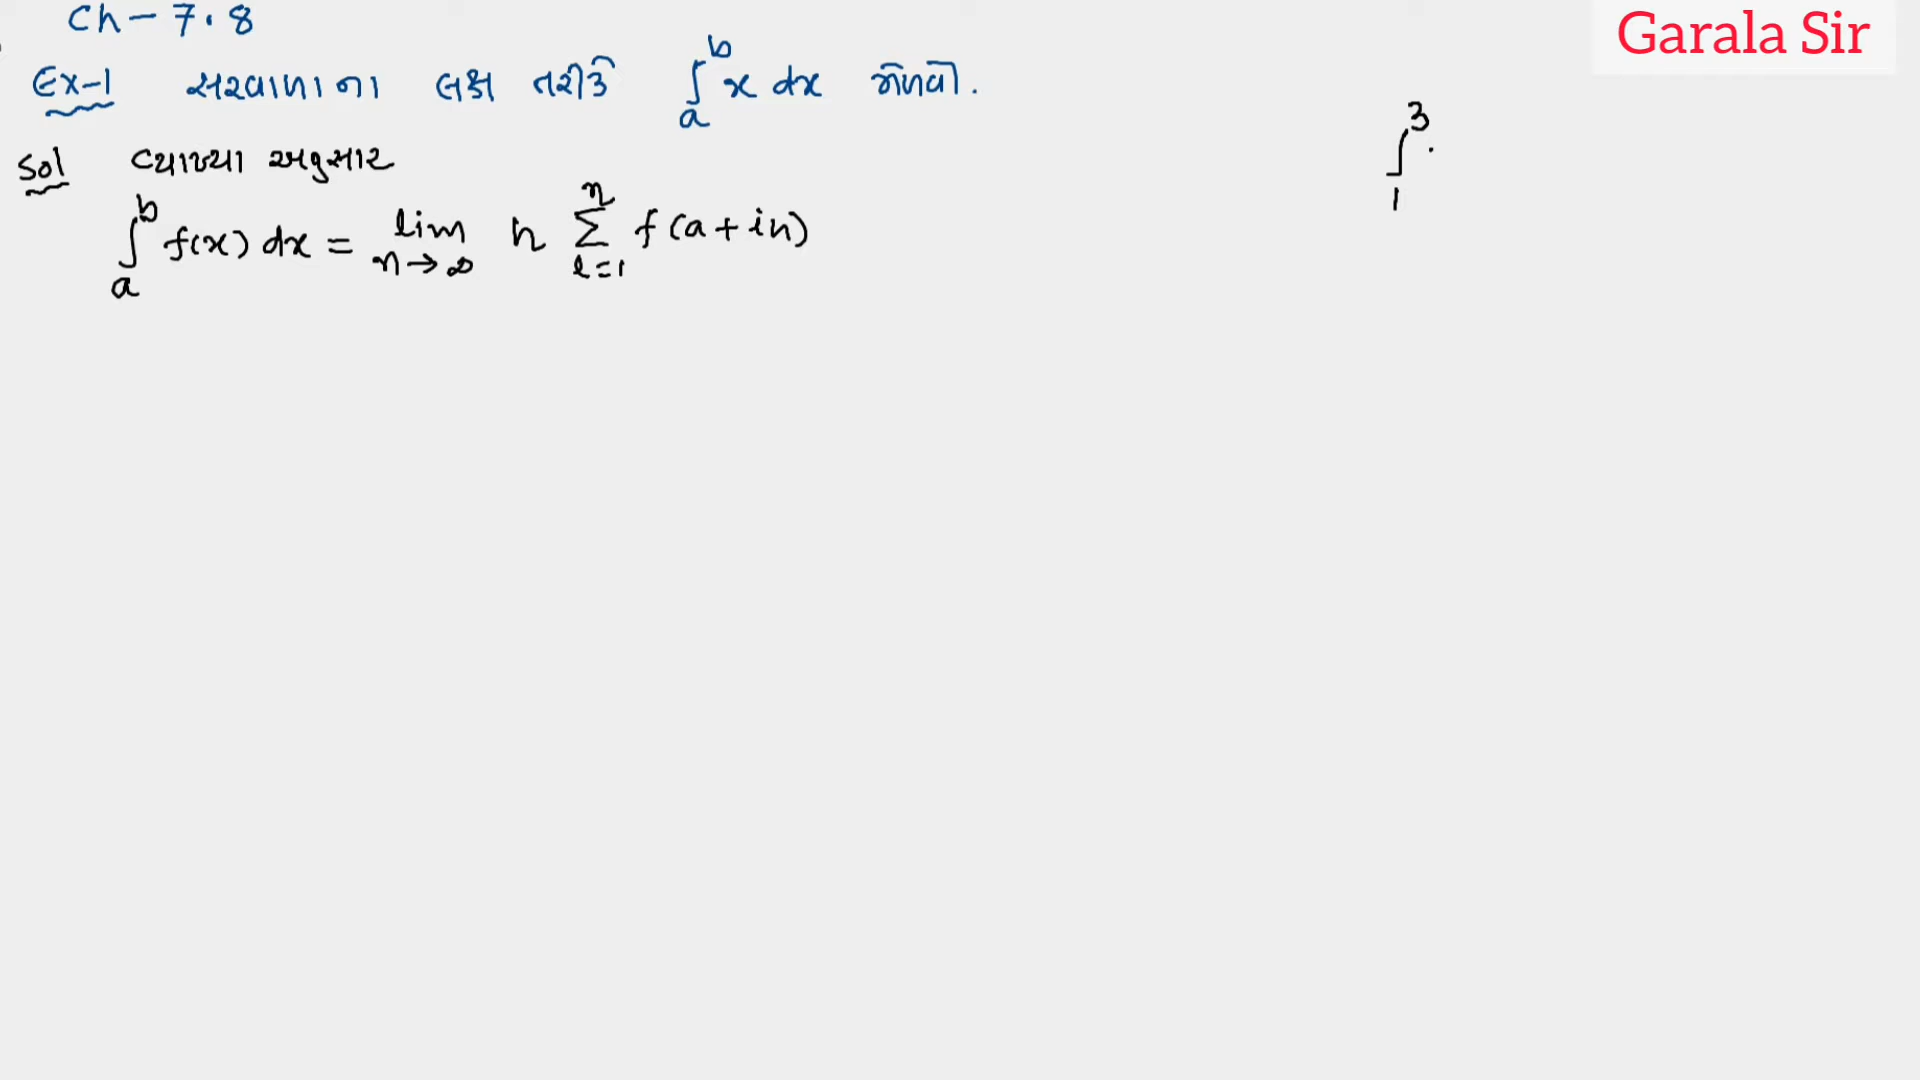 Ch - 7.8
Garala Sir
Ex-1 સરવાળાના લક્ષ તરીકે ∫_a^b x dx મેળવો.
∫_1^3 .
Sol વ્યાખ્યા અનુસાર
∫_a^b f(x) dx = lim_{n→∞} h Σ_{i=1}^n f(a+ih)